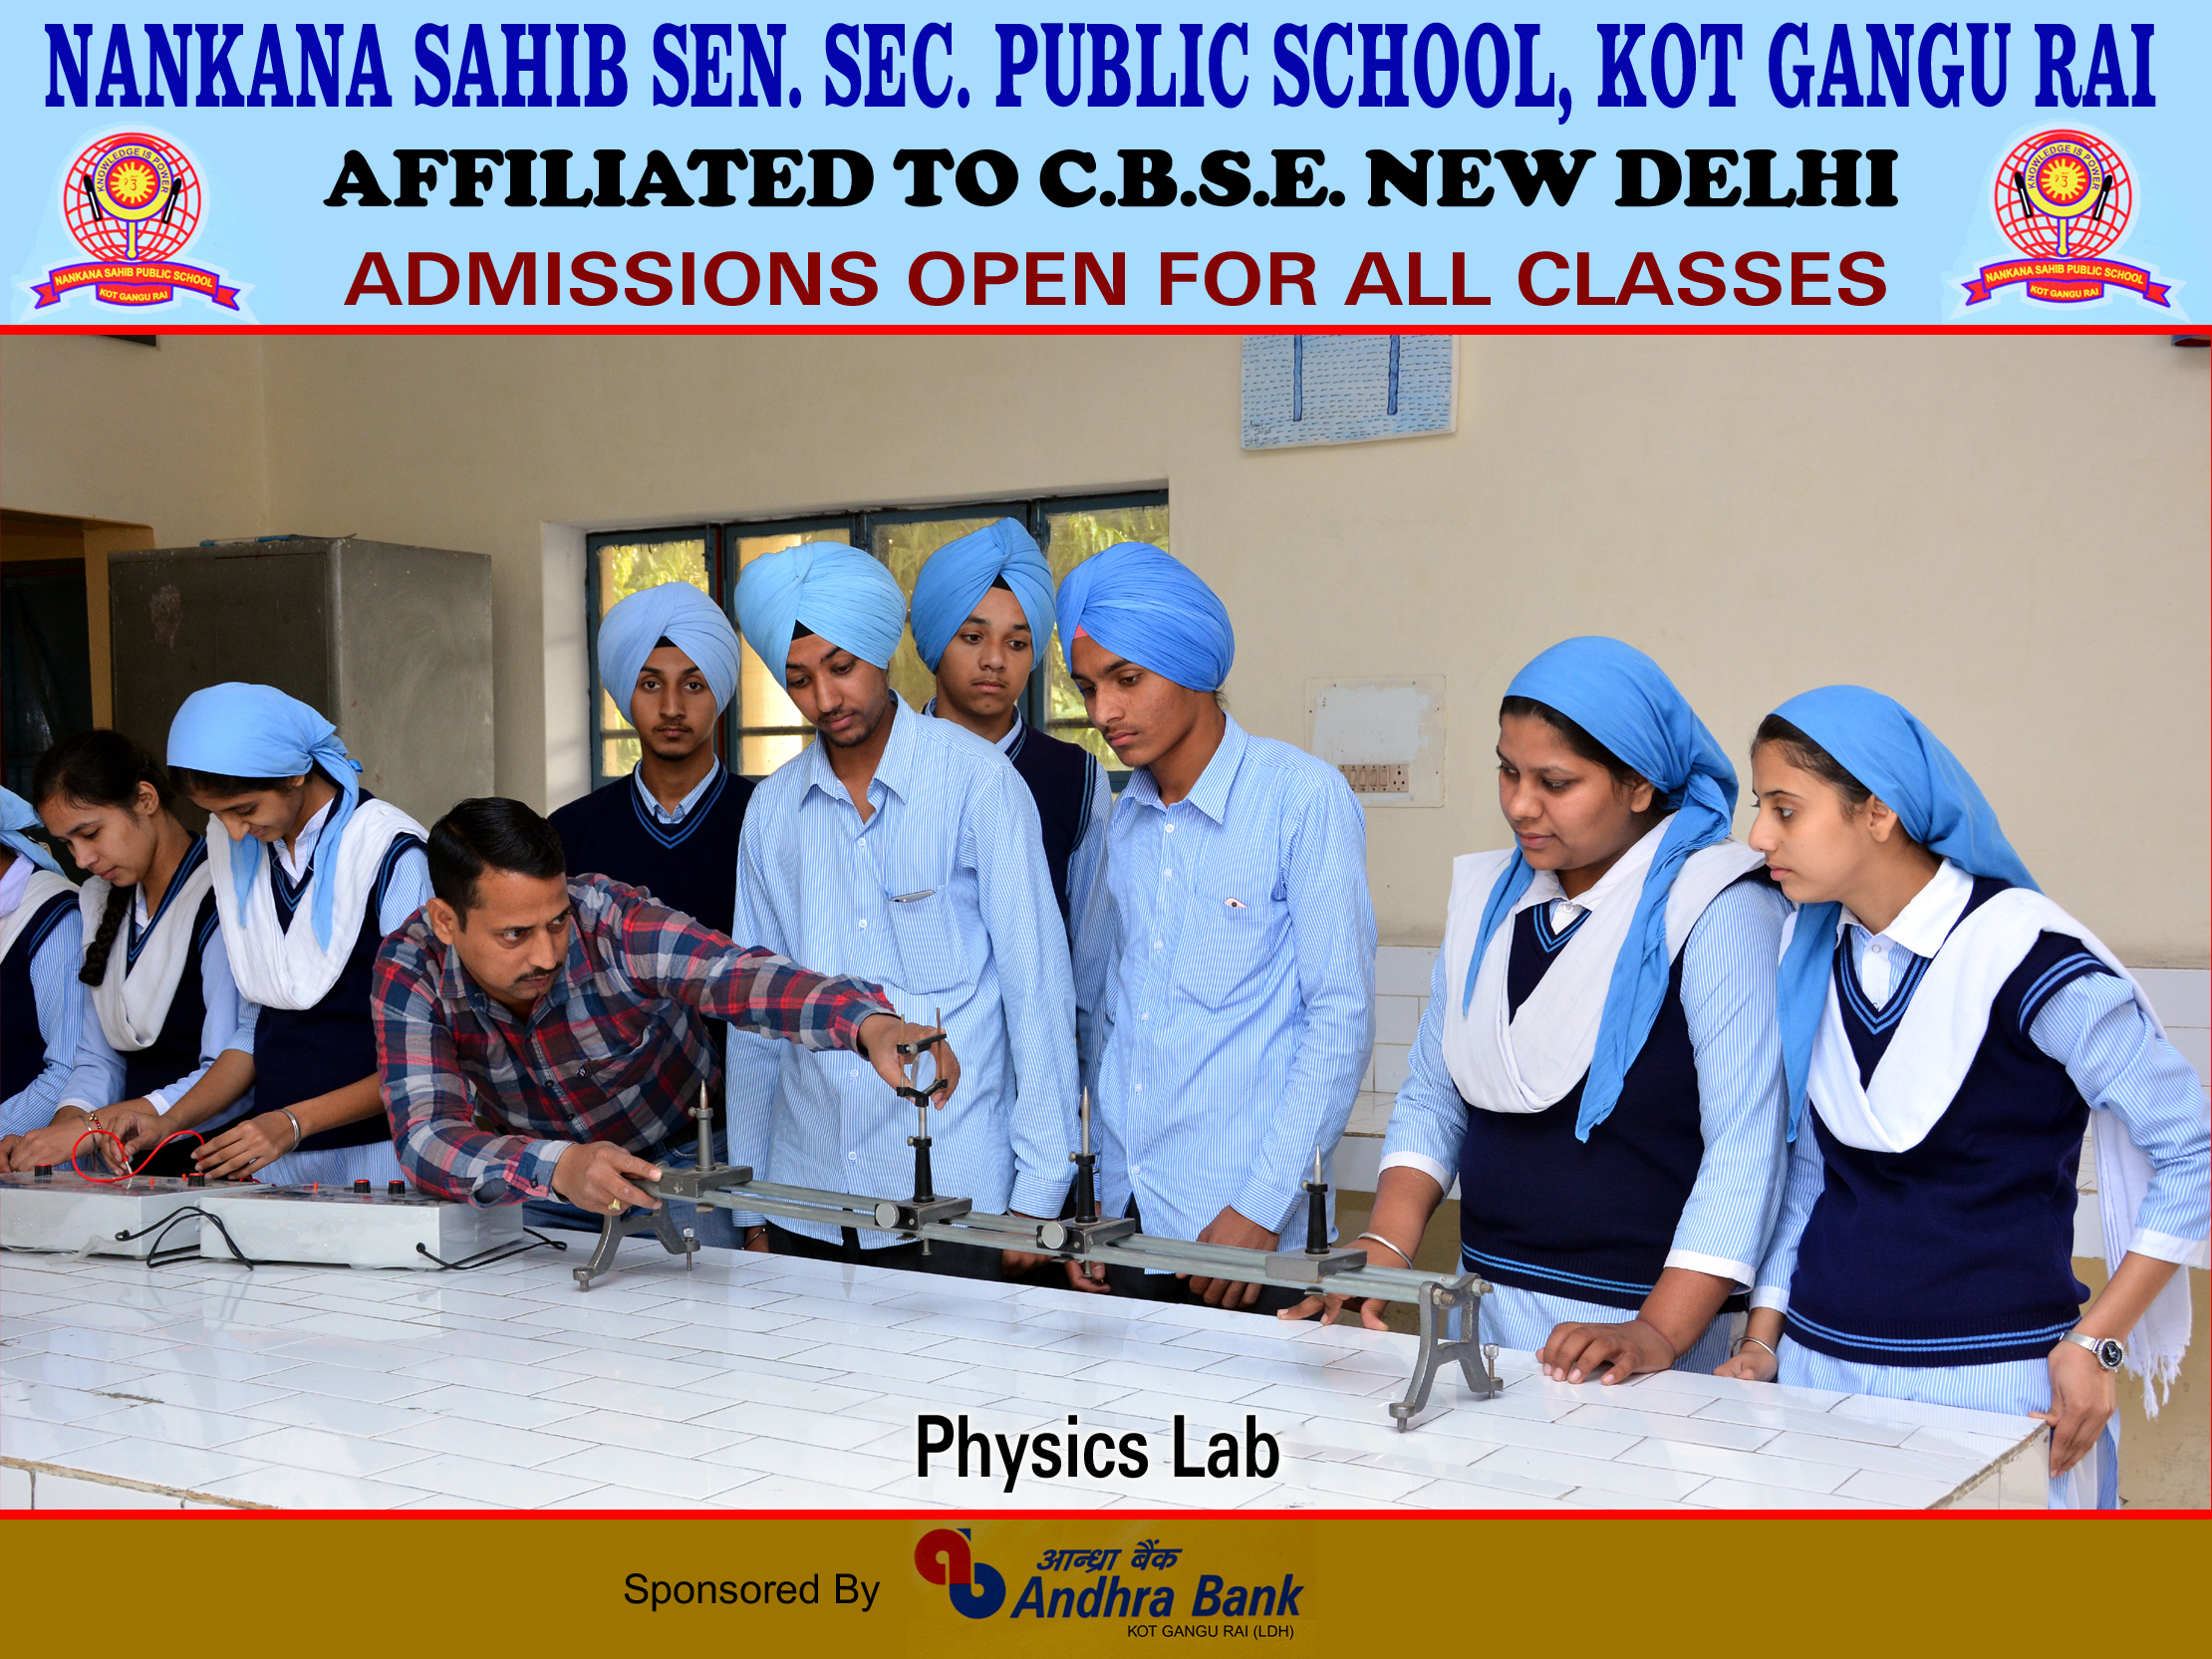 NANKANA SAHIB SEN. SEC. PUBLIC SCHOOL, KOT GANGU RAI
AFFILIATED TO C.B.S.E. NEW DELHI
ADMISSIONS OPEN FOR ALL CLASSES
KNOWLEDGE IS POWER
NANKANA SAHIB PUBLIC SCHOOL
KOT GANGU RAI
KNOWLEDGE IS POWER
NANKANA SAHIB PUBLIC SCHOOL
KOT GANGU RAI
Physics Lab
Sponsored By
आन्ध्रा बैंक
Andhra Bank
KOT GANGU RAI (LDH)